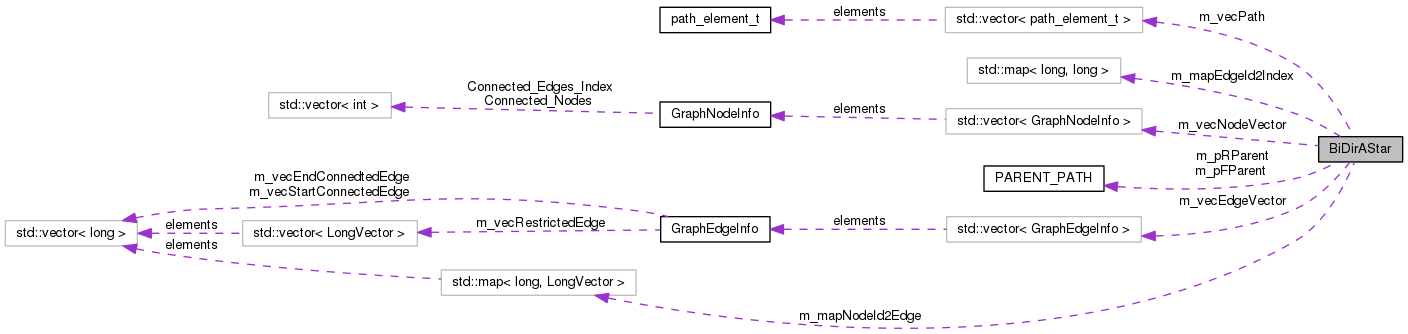 path_element_t
elements
std::vector< path_element_t >
m_vecPath
std::map< long, long >
m_mapEdgeId2Index
std::vector< int >
Connected_Edges_Index
Connected_Nodes
GraphNodeInfo
elements
std::vector< GraphNodeInfo >
m_vecNodeVector
BiDirAStar
PARENT_PATH
m_pRParent
m_pFParent
m_vecEndConnedtedEdge
m_vecStartConnectedEdge
std::vector< long >
elements
elements
std::vector< LongVector >
m_vecRestrictedEdge
GraphEdgeInfo
elements
std::vector< GraphEdgeInfo >
m_vecEdgeVector
std::map< long, LongVector >
m_mapNodeId2Edge